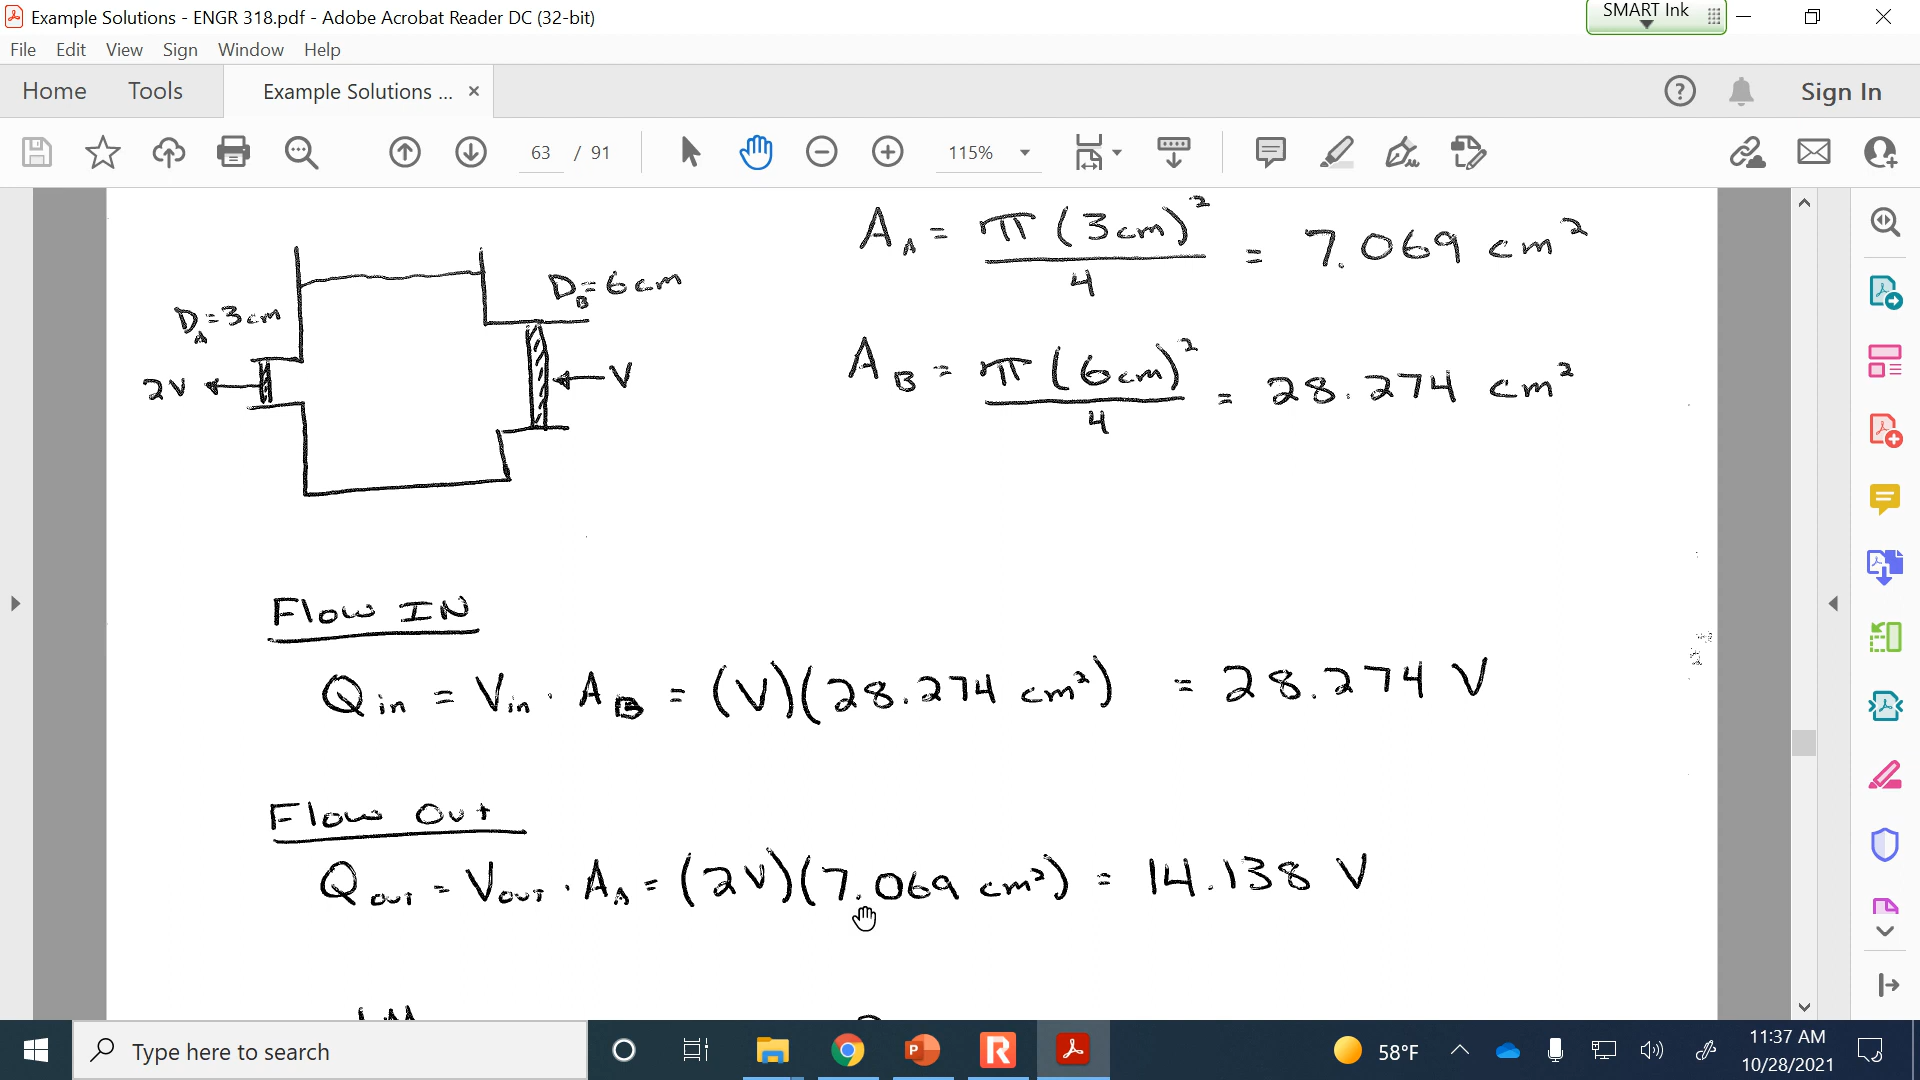 Example Solutions - ENGR 318.pdf - Adobe Acrobat Reader DC (32-bit)
SMART Ink
File Edit View Sign Window Help
Home Tools Example Solutions ... × Sign In
63 / 91 115%
A_A = π(3cm)²/4 = 7.069 cm²
D_B=6cm
D_A=3cm
2V V
A_B = π(6cm)²/4 = 28.274 cm²
Flow IN
Q_in = V_in · A_B = (V)(28.274 cm²) = 28.274 V
Flow Out
Q_out = V_out · A_A = (2V)(7.069 cm²) = 14.138 V
Type here to search
58°F
11:37 AM
10/28/2021